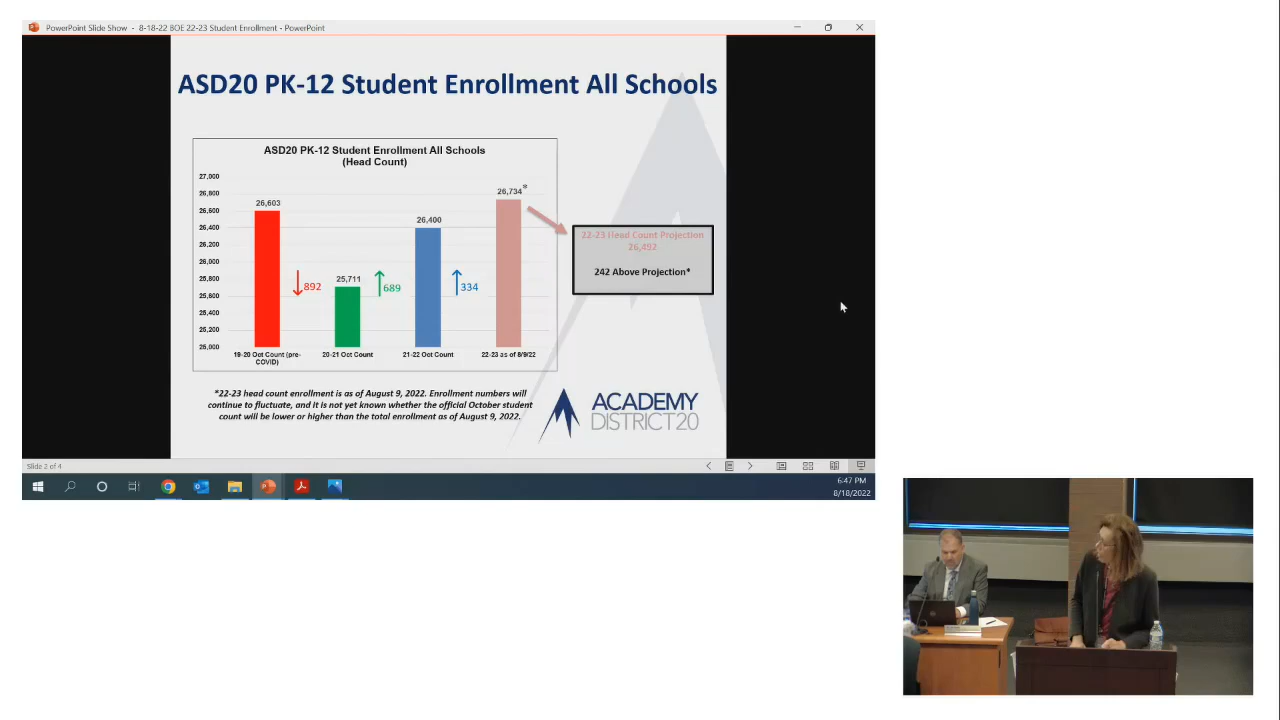 PowerPoint Slide Show - 8-18-22 BOE 22-23 Student Enrollment - PowerPoint
ASD20 PK-12 Student Enrollment All Schools
ASD20 PK-12 Student Enrollment All Schools
(Head Count)
27,000
26,800
26,600
26,400
26,200
26,000
25,800
25,600
25,400
25,200
25,000
26,603
892
25,711
689
26,400
334
26,734*
19-20 Oct Count (pre-
COVID)
20-21 Oct Count
21-22 Oct Count
22-23 as of 8/9/22
22-23 Head Count Projection
26,492
242 Above Projection*
*22-23 head count enrollment is as of August 9, 2022. Enrollment numbers will
continue to fluctuate, and it is not yet known whether the official October student
count will be lower or higher than the total enrollment as of August 9, 2022.
ACADEMY
DISTRICT20
Slide 2 of 4
6:47 PM
8/18/2022